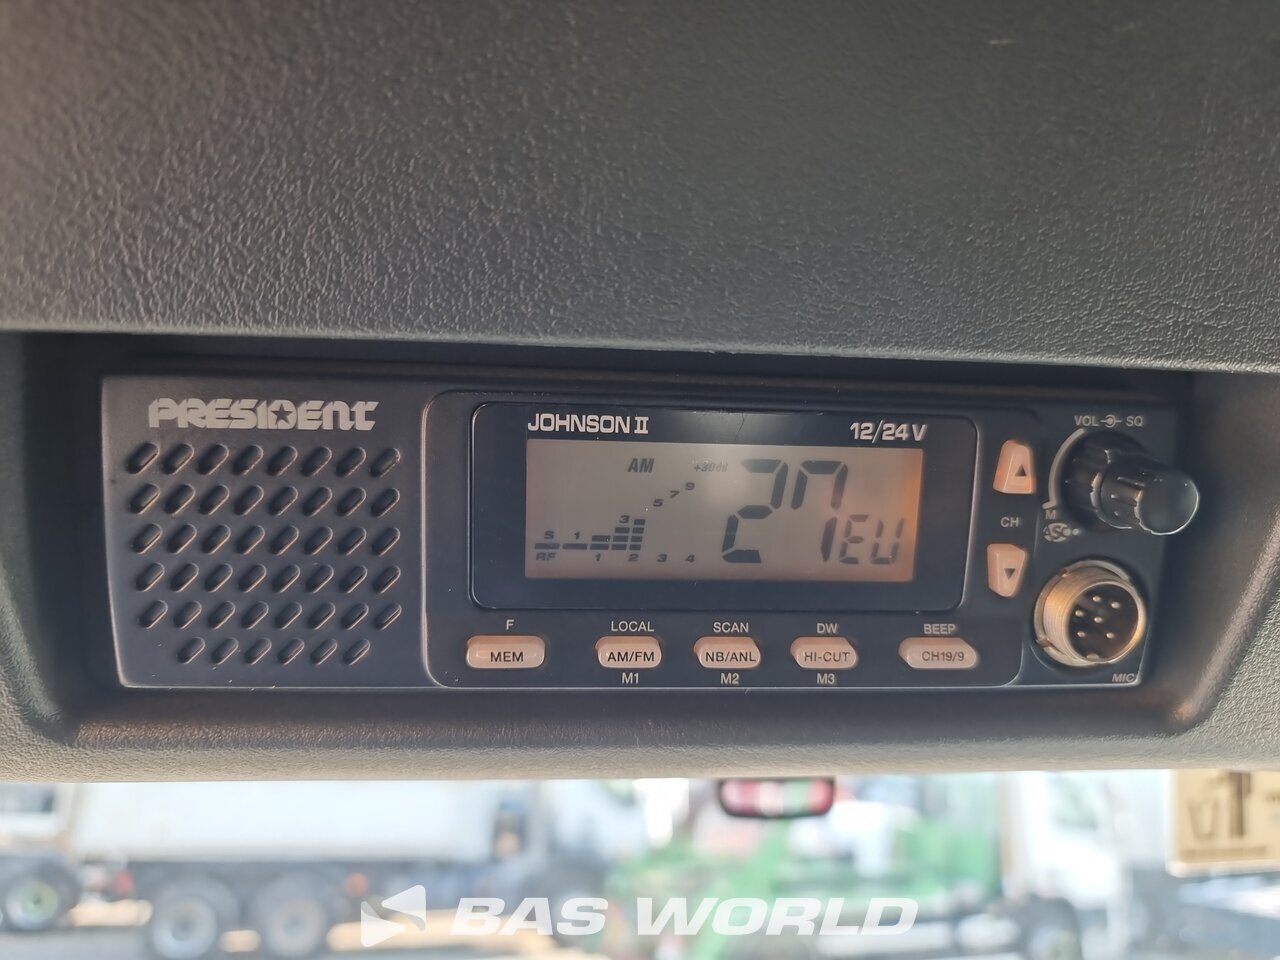 PRESIDENT
JOHNSON II
12/24V
AM
+30dB
27 EU
S 1 3 5 7 9
RF 1 2 3 4
CH
VOL SQ
M
ASC
F
LOCAL
SCAN
DW
BEEP
MEM
AM/FM
NB/ANL
HI-CUT
CH19/9
M1
M2
M3
MIC
BAS WORLD